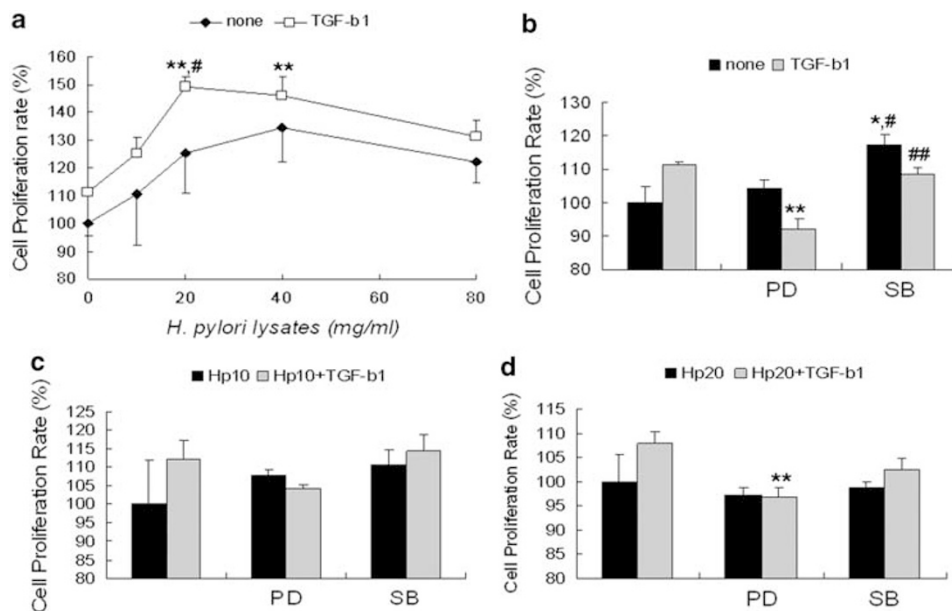 a
none TGF-b1
Cell Proliferation rate (%)
160
150
140
130
120
110
100
90
80
**,#
**
0 20 40 60 80
H. pylori lysates (mg/ml)
b
none TGF-b1
Cell Proliferation Rate (%)
130
120
110
100
90
80
**
*,#
##
PD SB
c
Hp10 Hp10+TGF-b1
Cell Proliferation Rate (%)
125
120
115
110
105
100
95
90
85
80
PD SB
d
Hp20 Hp20+TGF-b1
Cell Proliferation Rate (%)
115
110
105
100
95
90
85
80
**
PD SB